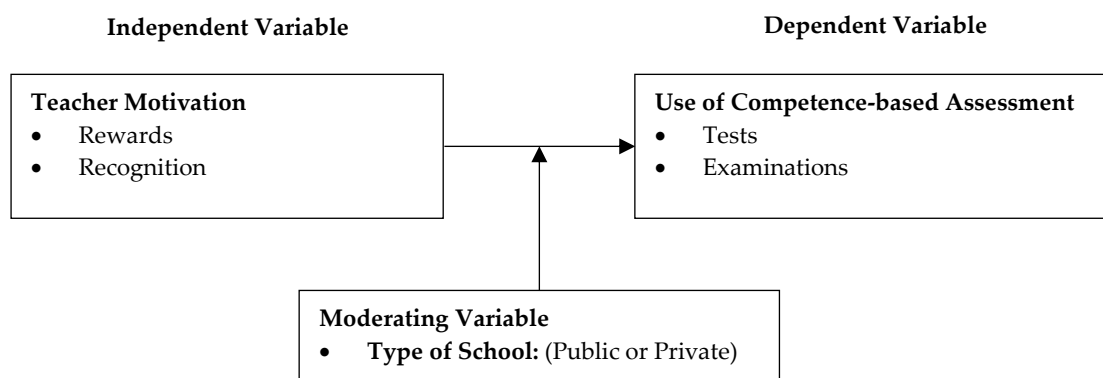 Independent Variable
Dependent Variable
Teacher Motivation
• Rewards
• Recognition
Use of Competence-based Assessment
• Tests
• Examinations
Moderating Variable
• Type of School: (Public or Private)